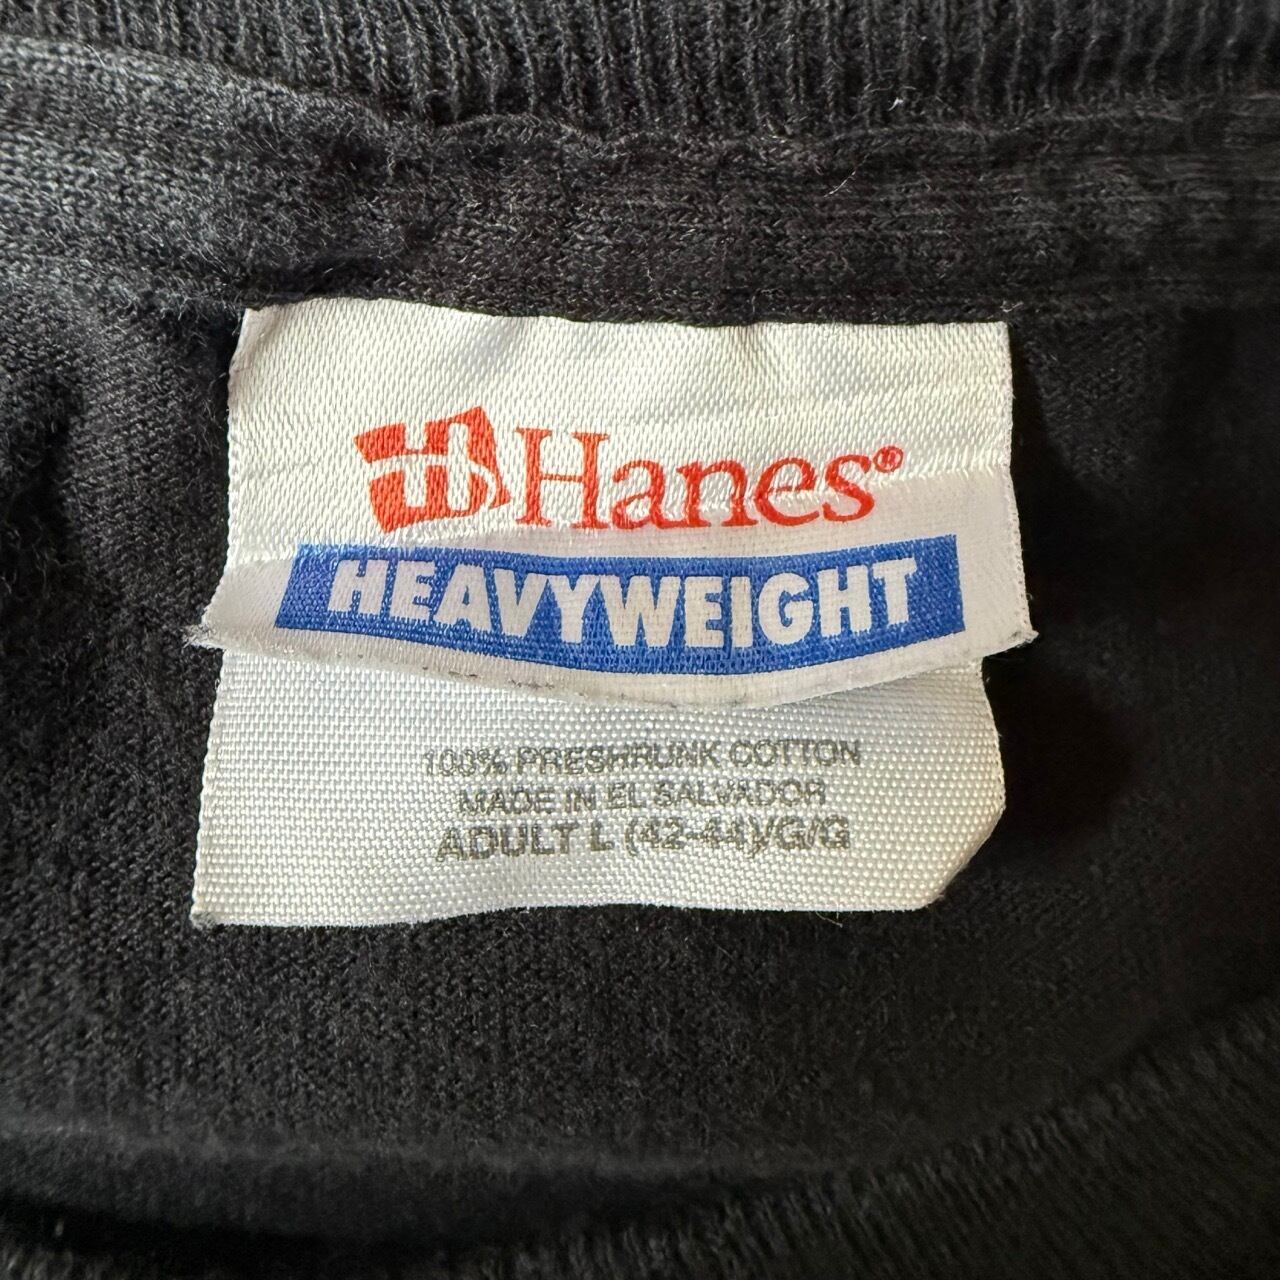 Hanes®
HEAVYWEIGHT
100% PRESHRUNK COTTON
MADE IN EL SALVADOR
ADULT L (42-44)/G/G